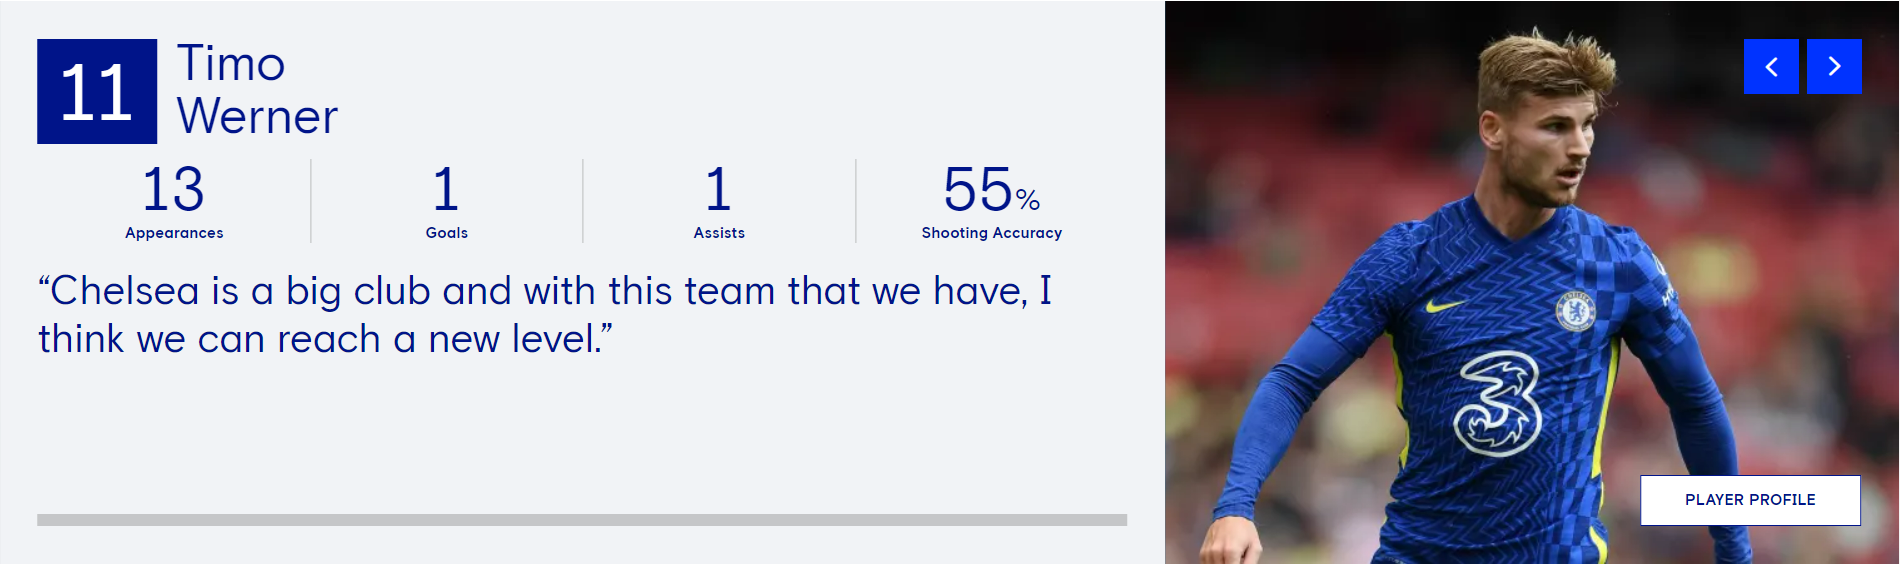 11
Timo
Werner
13
Appearances
1
Goals
1
Assists
55%
Shooting Accuracy
“Chelsea is a big club and with this team that we have, I
think we can reach a new level.”
3
PLAYER PROFILE